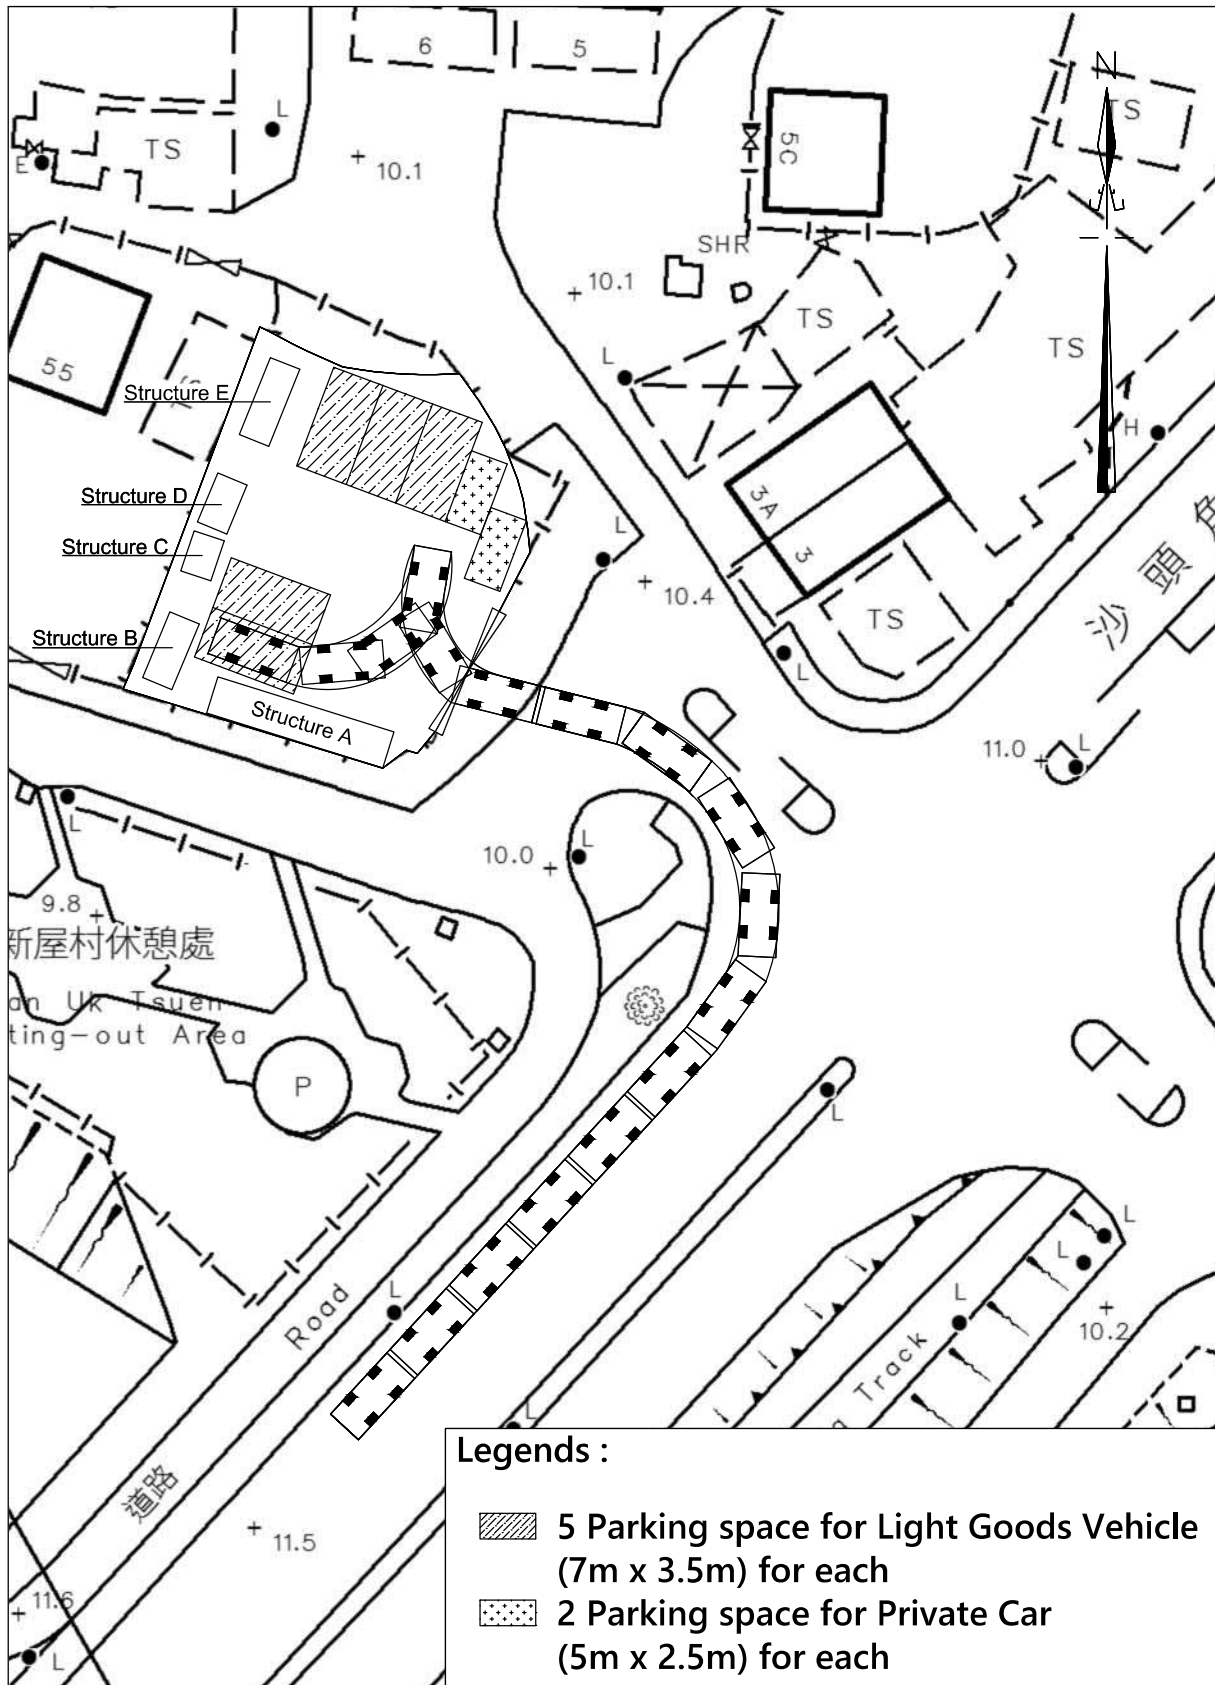 6
5
L
TS
E
10.1
5C
N
TS
SHR
10.1
TS
TS
L
55
Structure E
H
3A
3
Structure D
Structure C
L
10.4
TS
沙頭角
Structure B
L
Structure A
11.0
L
L
10.0
L
9.8
新屋村休憩處
an Uk Tsuen
ting-out Area
P
L
L
L
L
Road
L
10.2
Track
L
道路
11.5
11.6
L
Legends :
5 Parking space for Light Goods Vehicle
(7m x 3.5m) for each
2 Parking space for Private Car
(5m x 2.5m) for each